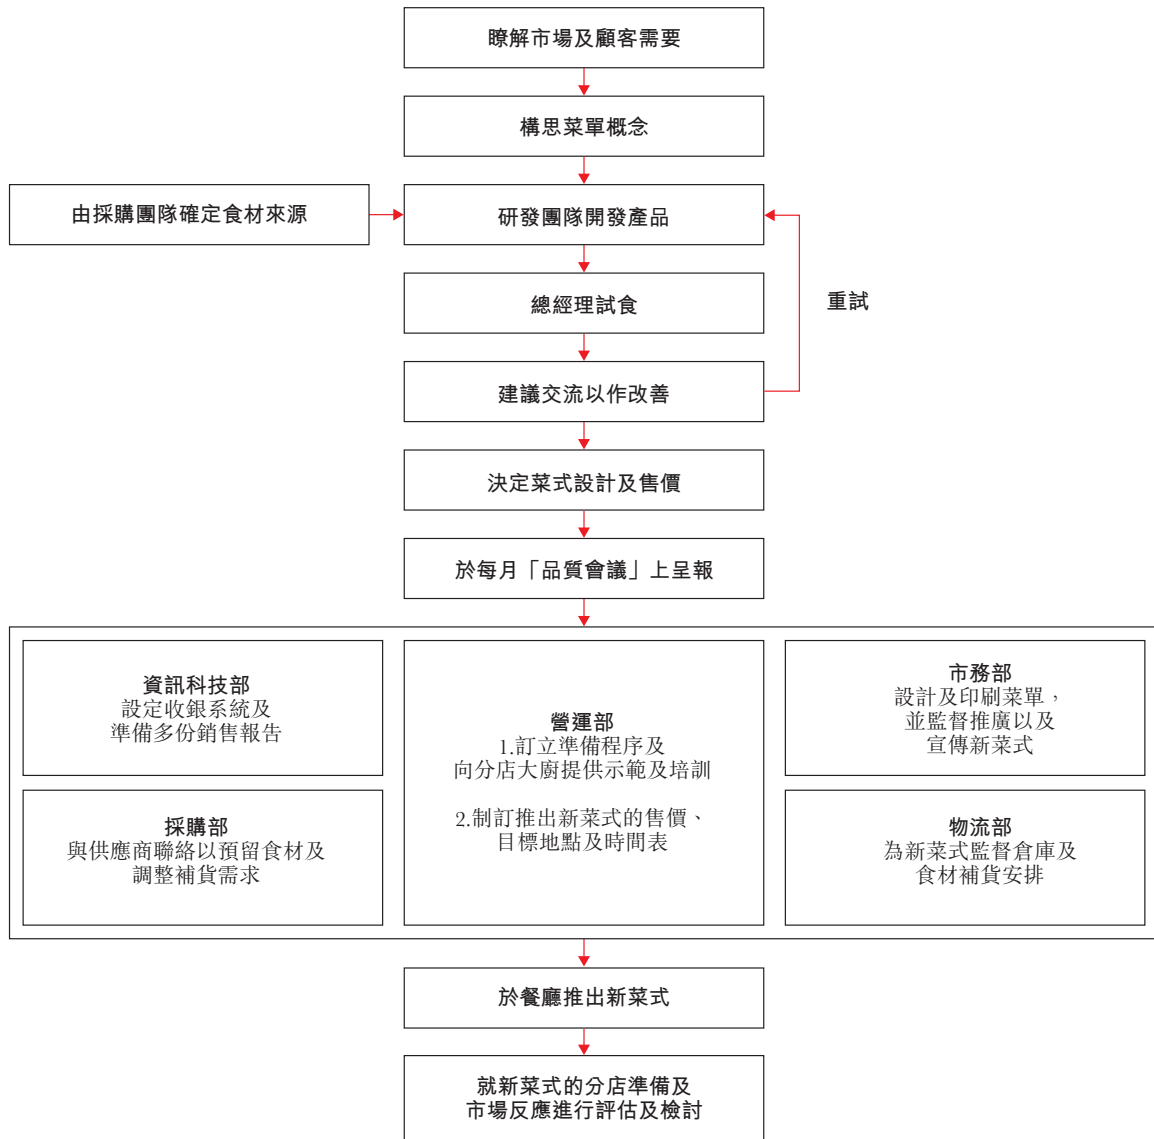 瞭解市場及顧客需要
構思菜單概念
由採購團隊確定食材來源
研發團隊開發產品
總經理試食
重試
建議交流以作改善
決定菜式設計及售價
於每月「品質會議」上呈報
資訊科技部
設定收銀系統及
準備多份銷售報告
採購部
與供應商聯絡以預留食材及
調整補貨需求
營運部
1.訂立準備程序及
向分店大廚提供示範及培訓
2.制訂推出新菜式的售價、
目標地點及時間表
市務部
設計及印刷菜單，
並監督推廣以及
宣傳新菜式
物流部
為新菜式監督倉庫及
食材補貨安排
於餐廳推出新菜式
就新菜式的分店準備及
市場反應進行評估及檢討